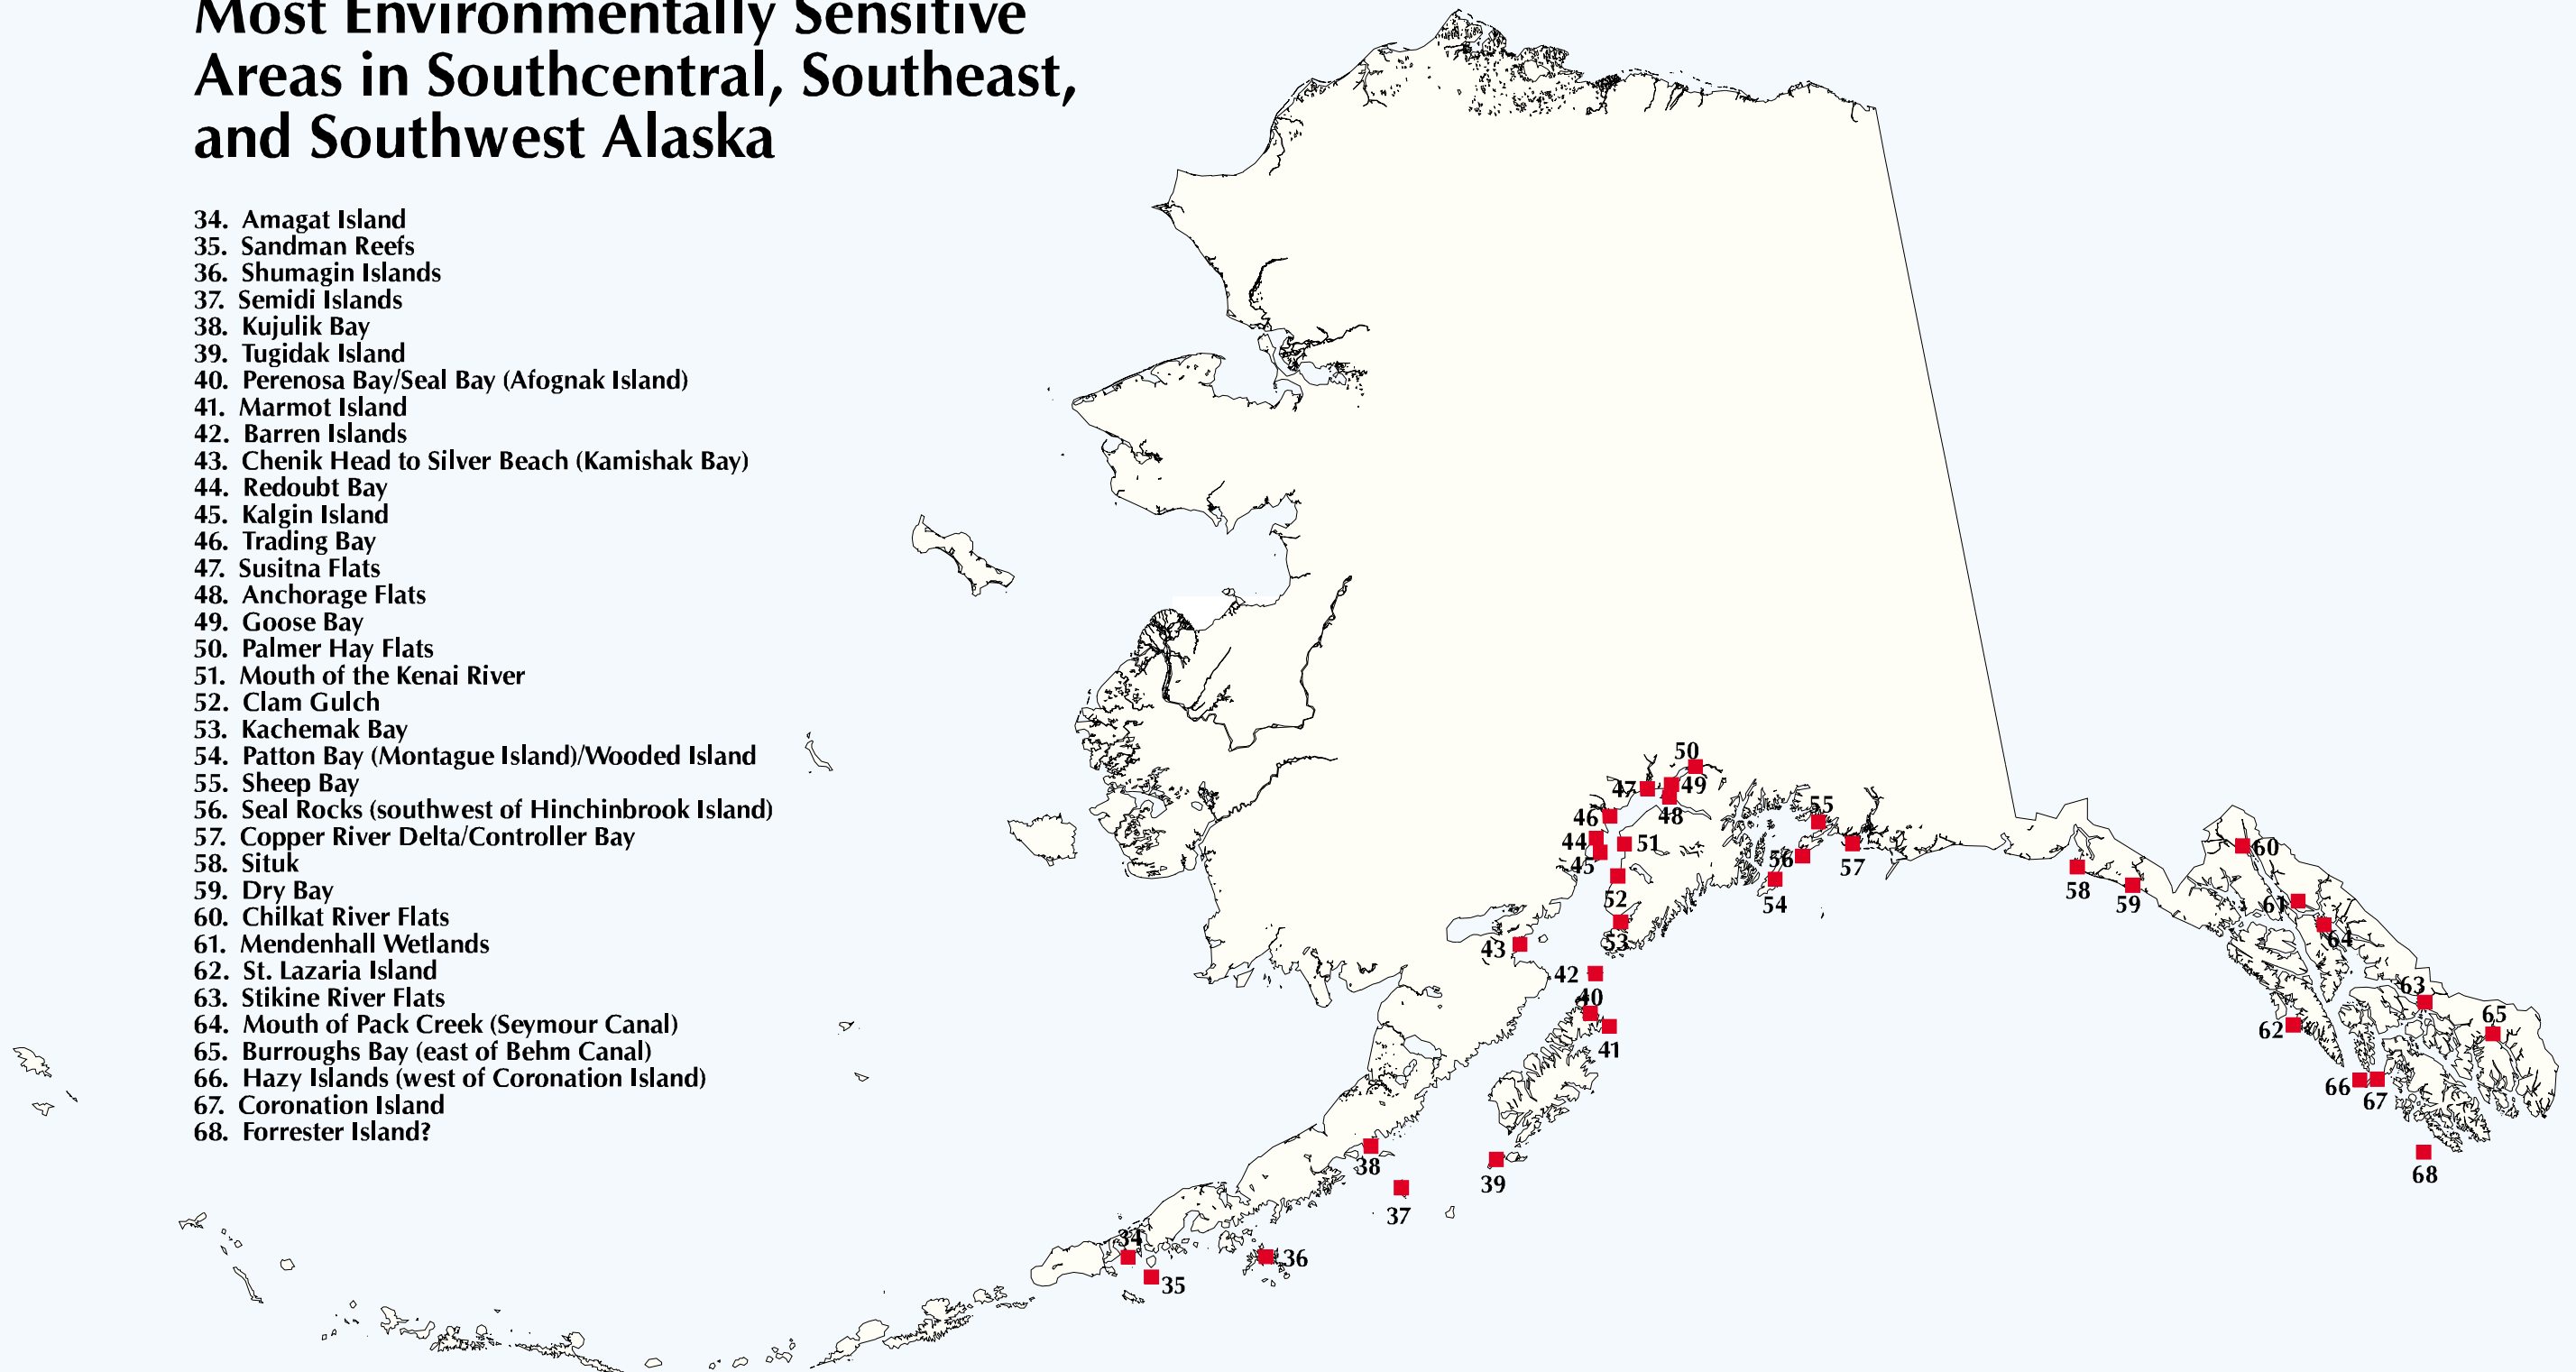 Most Environmentally Sensitive
Areas in Southcentral, Southeast,
and Southwest Alaska
34. Amagat Island
35. Sandman Reefs
36. Shumagin Islands
37. Semidi Islands
38. Kujulik Bay
39. Tugidak Island
40. Perenosa Bay/Seal Bay (Afognak Island)
41. Marmot Island
42. Barren Islands
43. Chenik Head to Silver Beach (Kamishak Bay)
44. Redoubt Bay
45. Kalgin Island
46. Trading Bay
47. Susitna Flats
48. Anchorage Flats
49. Goose Bay
50. Palmer Hay Flats
51. Mouth of the Kenai River
52. Clam Gulch
53. Kachemak Bay
54. Patton Bay (Montague Island)/Wooded Island
55. Sheep Bay
56. Seal Rocks (southwest of Hinchinbrook Island)
57. Copper River Delta/Controller Bay
58. Situk
59. Dry Bay
60. Chilkat River Flats
61. Mendenhall Wetlands
62. St. Lazaria Island
63. Stikine River Flats
64. Mouth of Pack Creek (Seymour Canal)
65. Burroughs Bay (east of Behm Canal)
66. Hazy Islands (west of Coronation Island)
67. Coronation Island
68. Forrester Island?
50
47
49
46
48
55
44
51
45
56
57
60
58
59
52
54
61
53
43
64
42
40
63
65
62
41
66
67
38
39
68
37
34
36
35